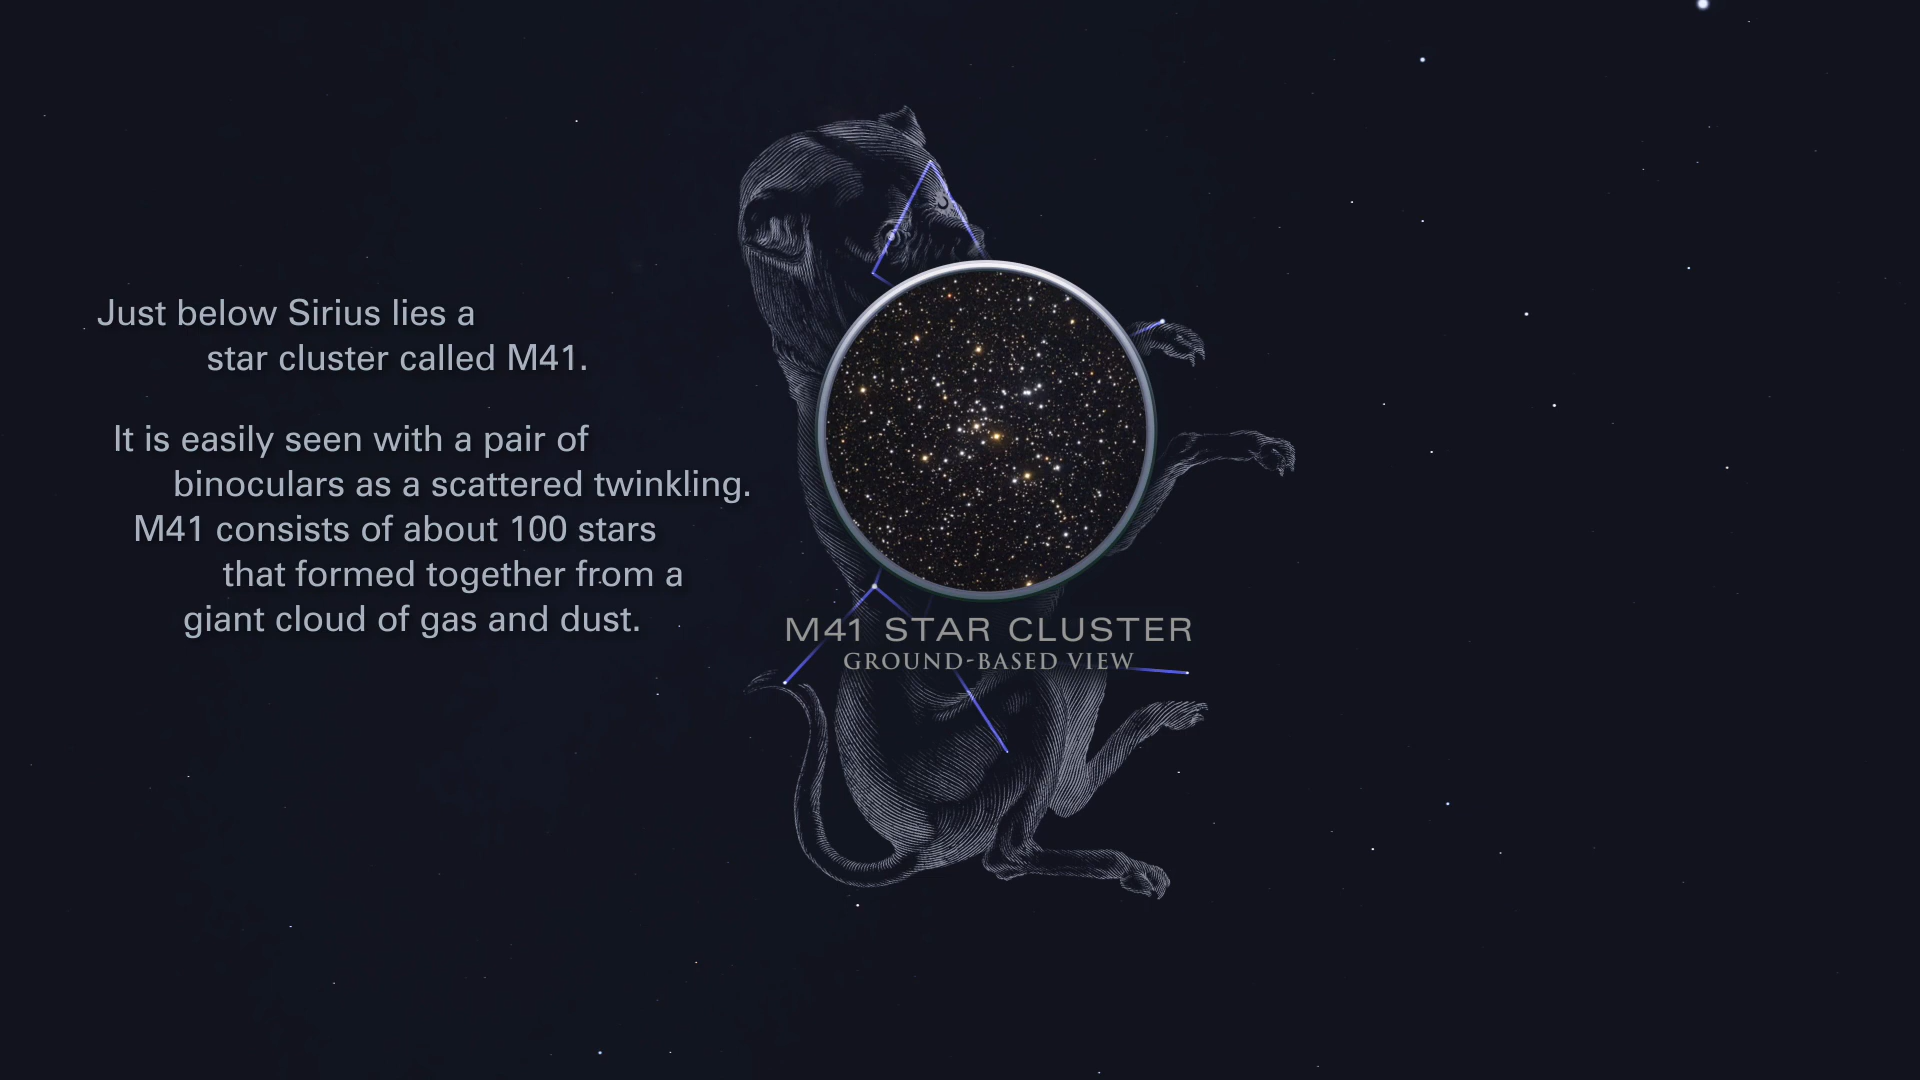 Just below Sirius lies a
star cluster called M41.
It is easily seen with a pair of
binoculars as a scattered twinkling.
M41 consists of about 100 stars
that formed together from a
giant cloud of gas and dust.
M41 STAR CLUSTER
GROUND-BASED VIEW